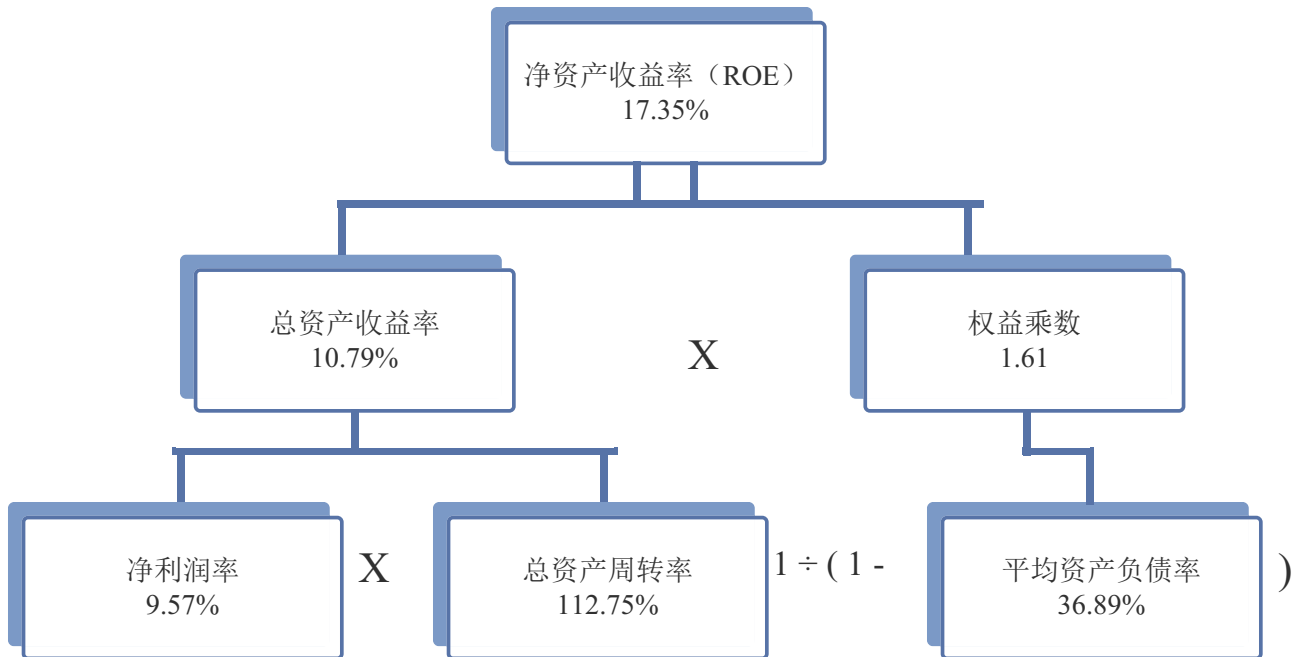 净资产收益率（ROE）
17.35%
总资产收益率
10.79%
X
权益乘数
1.61
净利润率
9.57%
X
总资产周转率
112.75%
1 ÷ ( 1 -
平均资产负债率
36.89%
)